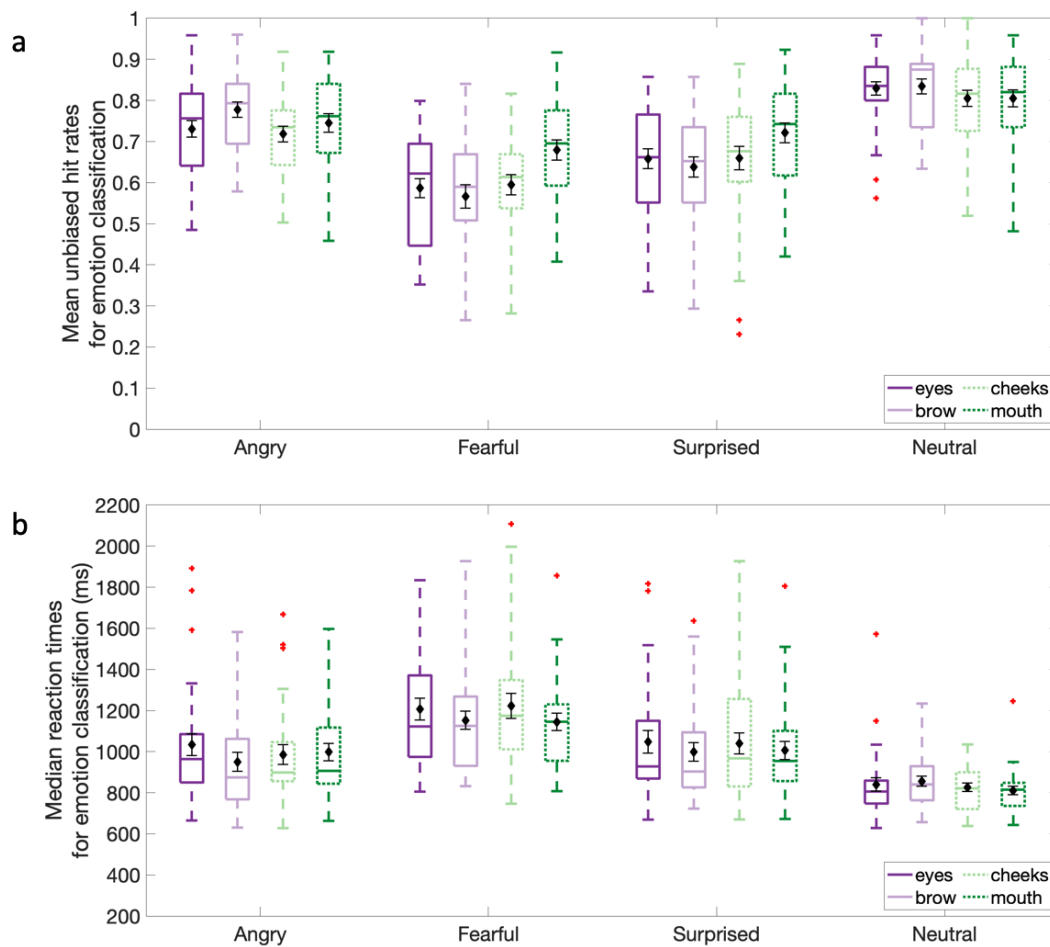 a
Mean unbiased hit rates
for emotion classification
1
0.9
0.8
0.7
0.6
0.5
0.4
0.3
0.2
0.1
0
eyes cheeks
brow mouth
Angry Fearful Surprised Neutral
b
Median reaction times
for emotion classification (ms)
2200
2000
1800
1600
1400
1200
1000
800
600
400
200
eyes cheeks
brow mouth
Angry Fearful Surprised Neutral